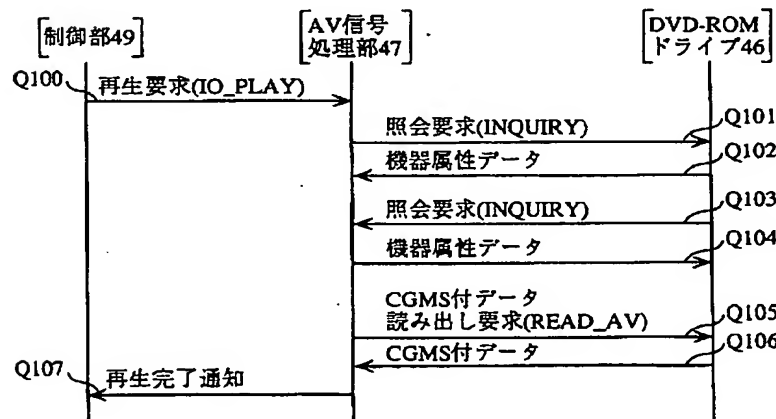 制御部49
AV信号
処理部47
DVD-ROM
ドライブ46
Q100
再生要求(IO_PLAY)
照会要求(INQUIRY)
Q101
機器属性データ
Q102
照会要求(INQUIRY)
Q103
機器属性データ
Q104
CGMS付データ
読み出し要求(READ_AV)
Q105
CGMS付データ
Q106
Q107
再生完了通知